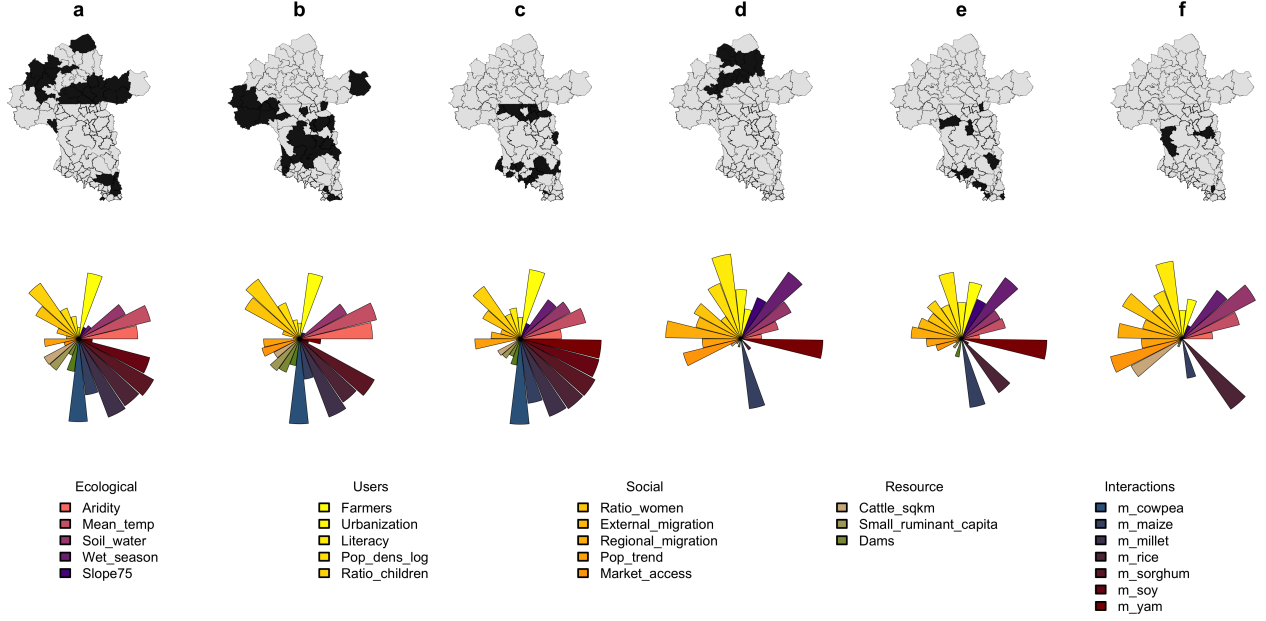 a b c d e f
Ecological Users Social Resource Interactions
Aridity Farmers Ratio_women Cattle_sqkm m_cowpea
Mean_temp Urbanization External_migration Small_ruminant_capita m_maize
Soil_water Literacy Regional_migration Dams m_millet
Wet_season Pop_dens_log Pop_trend m_rice
Slope75 Ratio_children Market_access m_sorghum
m_soy
m_yam